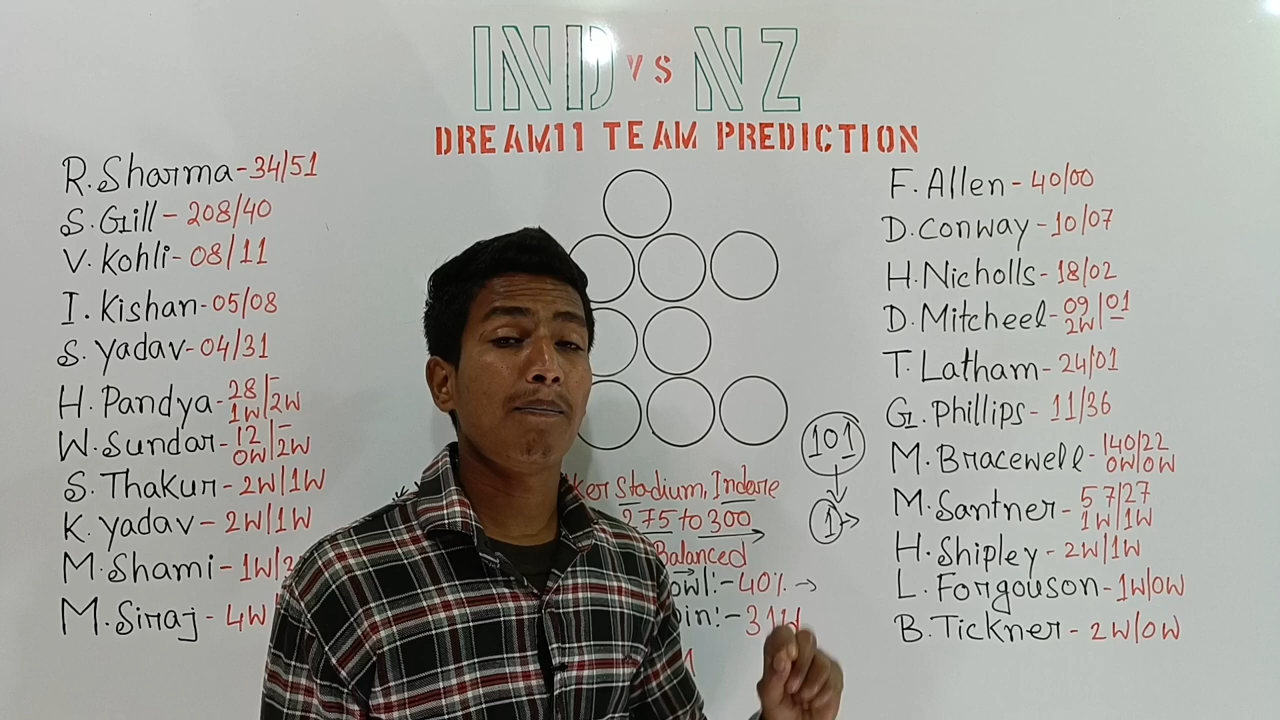 IND vs NZ
DREAM11 TEAM PREDICTION
R. Sharma - 34/51
S. Gill - 208/40
V. Kohli - 08/11
I. Kishan - 05/08
S. Yadav - 04/31
H. Pandya - 28/-
1W/2W
W. Sundar - 12/-
0W/2W
S. Thakur - 2W/1W
K. Yadav - 2W/1W
M. Shami - 1W/2
M. Siraj - 4W
Stadium, Indore
275 to 300
Balanced
:- 40% →
:- 31W
101
1 →
F. Allen - 40/00
D. Conway - 10/07
H. Nicholls - 18/02
D. Mitcheel - 09/01
2W/-
T. Latham - 24/01
G. Phillips - 11/36
M. Bracewell - 140/22
0W/0W
M. Santner - 57/27
1W/1W
H. Shipley - 2W/1W
L. Forgouson - 1W/0W
B. Tickner - 2W/0W